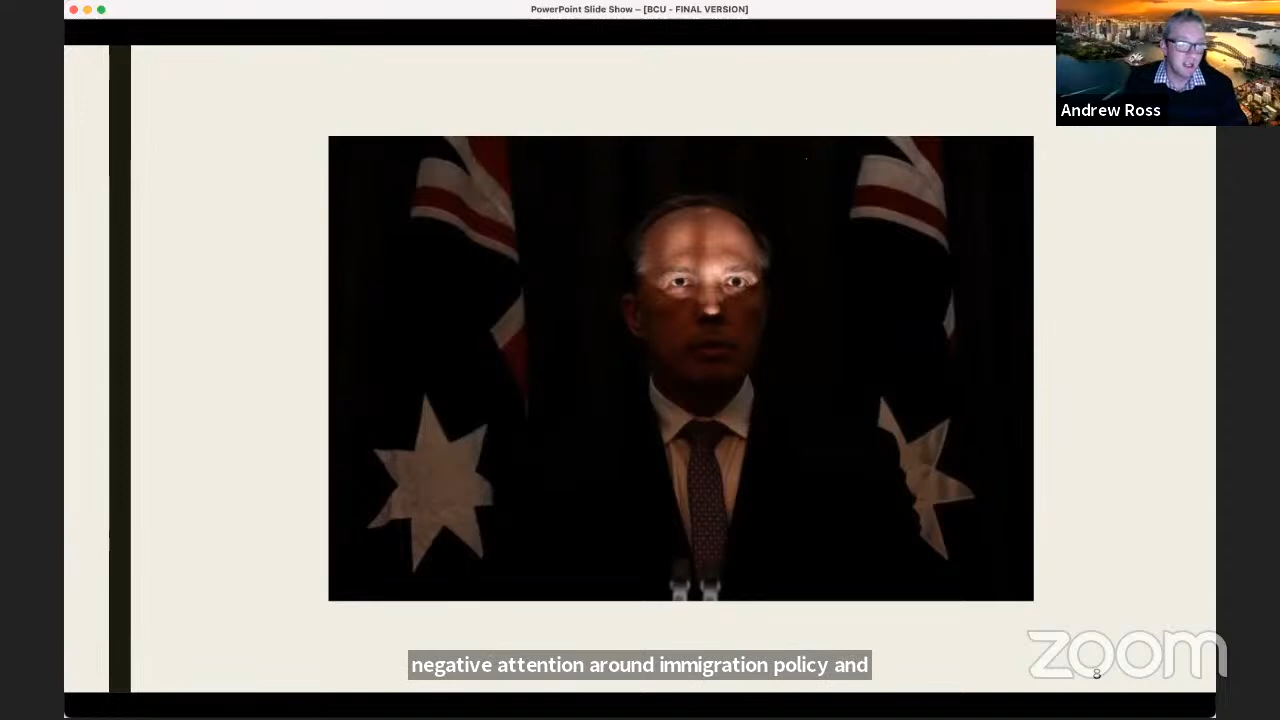 PowerPoint Slide Show – [BCU - FINAL VERSION]
Andrew Ross
negative attention around immigration policy and
zoom
8